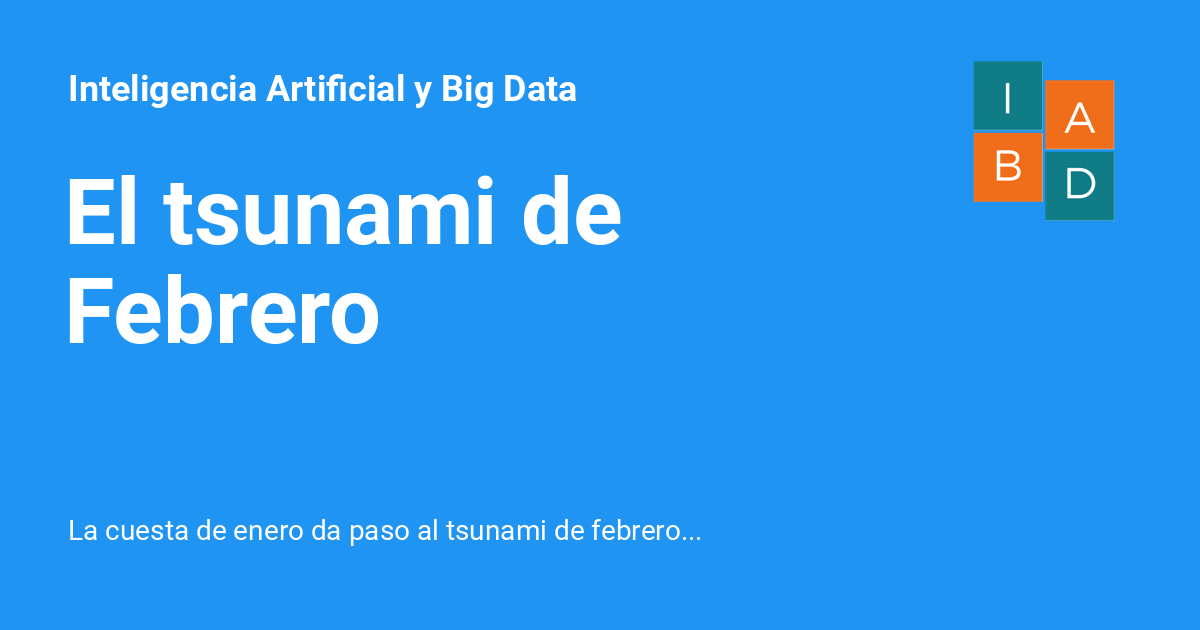 Inteligencia Artificial y Big Data
I A
B D
El tsunami de
Febrero
La cuesta de enero da paso al tsunami de febrero...